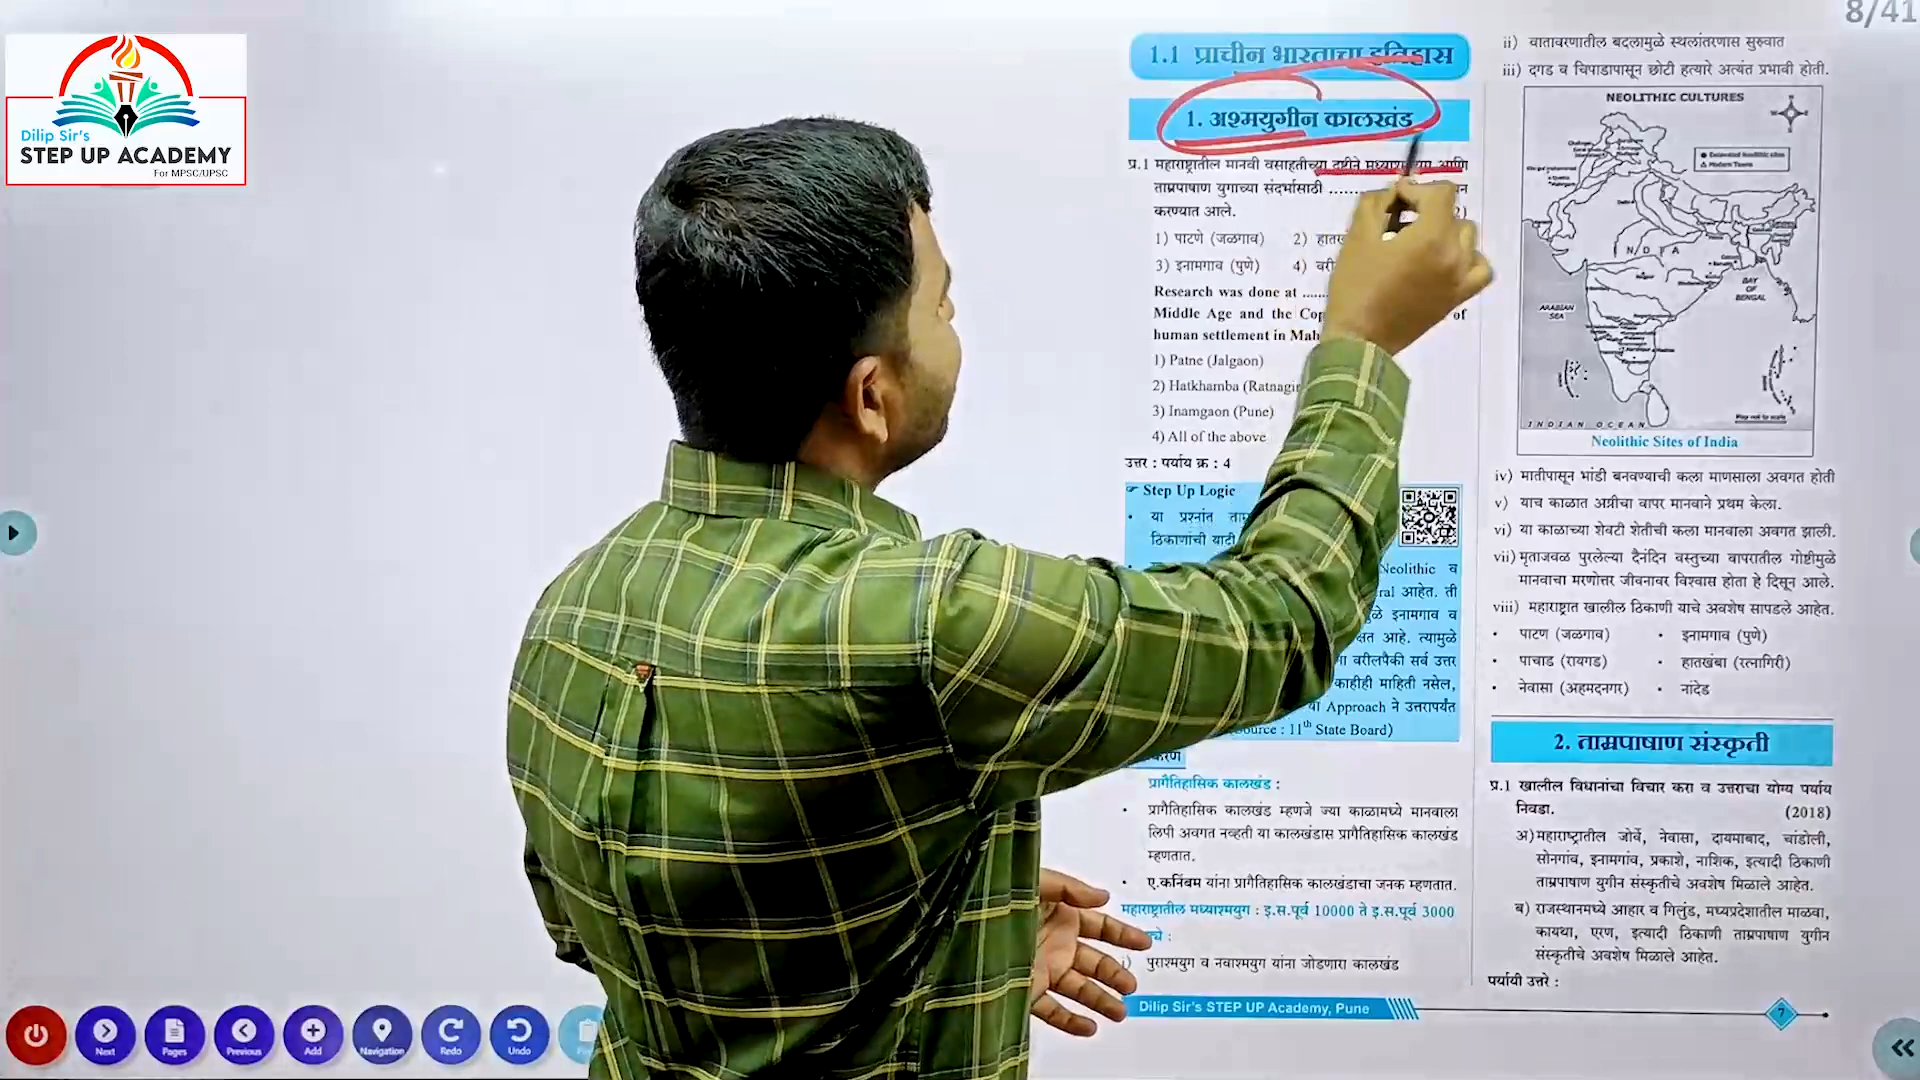 8/41
Dilip Sir's
STEP UP ACADEMY
For MPSC/UPSC
1.1 प्राचीन भारताचा इतिहास
1. अश्मयुगीन कालखंड
प्र.1 महाराष्ट्रातील मानवी वसाहतीच्या दृष्टीने मध्याश्मयुग आणि
ताम्रपाषाण युगाच्या संदर्भासाठी ........
करण्यात आले.
1) पाटणे (जळगाव) 2)
3) इनामगाव (पुणे) 4)
Research was done at ......
Middle Age and the of
human settlement in
1) Patne (Jalgaon)
2) Hatkhamba
3) Inamgaon (Pune)
4) All of the above
उत्तर : पर्याय क्र : 4
Step Up Logic
• या प्रश्नांत
ठिकाणांची यादी
Neolithic व
आहेत. ती
इनामगाव व
आहे. त्यामुळे
वरीलपैकी सर्व उत्तर
काहीही माहिती नसेल,
Approach ने उत्तरापर्यंत
11th State Board)
प्रागैतिहासिक कालखंड :
• प्रागैतिहासिक कालखंड म्हणजे ज्या काळामध्ये मानवाला
लिपी अवगत नव्हती या कालखंडास प्रागैतिहासिक कालखंड
म्हणतात.
• ए.कनिंघम यांना प्रागैतिहासिक कालखंडाचा जनक म्हणतात.
महाराष्ट्रातील मध्याश्मयुग : इ.स.पूर्व 10000 ते इ.स.पूर्व 3000
i) पुराश्मयुग व नवाश्मयुग यांना जोडणारा कालखंड
Dilip Sir's STEP UP Academy, Pune
ii) वातावरणातील बदलामुळे स्थलांतरणास सुरुवात
iii) दगड व चिपाडापासून छोटी हत्यारे अत्यंत प्रभावी होती.
NEOLITHIC CULTURES
INDIA
ARABIAN
SEA
BAY
OF
BENGAL
INDIAN OCEAN
Neolithic Sites of India
iv) मातीपासून भांडी बनवण्याची कला माणसाला अवगत होती
v) याच काळात अग्नीचा वापर मानवाने प्रथम केला.
vi) या काळाच्या शेवटी शेतीची कला मानवाला अवगत झाली.
vii) मृताजवळ पुरलेल्या दैनंदिन वस्तुच्या वापरातील गोष्टीमुळे
मानवाचा मरणोत्तर जीवनावर विश्वास होता हे दिसून आले.
viii) महाराष्ट्रात खालील ठिकाणी याचे अवशेष सापडले आहेत.
• पाटण (जळगाव) • इनामगाव (पुणे)
• पाचाड (रायगड) • हातखंबा (रत्नागिरी)
• नेवासा (अहमदनगर) • नांदेड
2. ताम्रपाषाण संस्कृती
प्र.1 खालील विधानांचा विचार करा व उत्तराचा योग्य पर्याय
निवडा. (2018)
अ) महाराष्ट्रातील जोर्वे, नेवासा, दायमाबाद, चांडोली,
सोनगांव, इनामगांव, प्रकाशे, नाशिक, इत्यादी ठिकाणी
ताम्रपाषाण युगीन संस्कृतीचे अवशेष मिळाले आहेत.
ब) राजस्थानमध्ये आहार व गिलुंड, मध्यप्रदेशातील माळवा,
कायथा, एरण, इत्यादी ठिकाणी ताम्रपाषाण युगीन
संस्कृतीचे अवशेष मिळाले आहेत.
पर्यायी उत्तरे :
7
Next
Pages
Previous
Add
Navigation
Redo
Undo